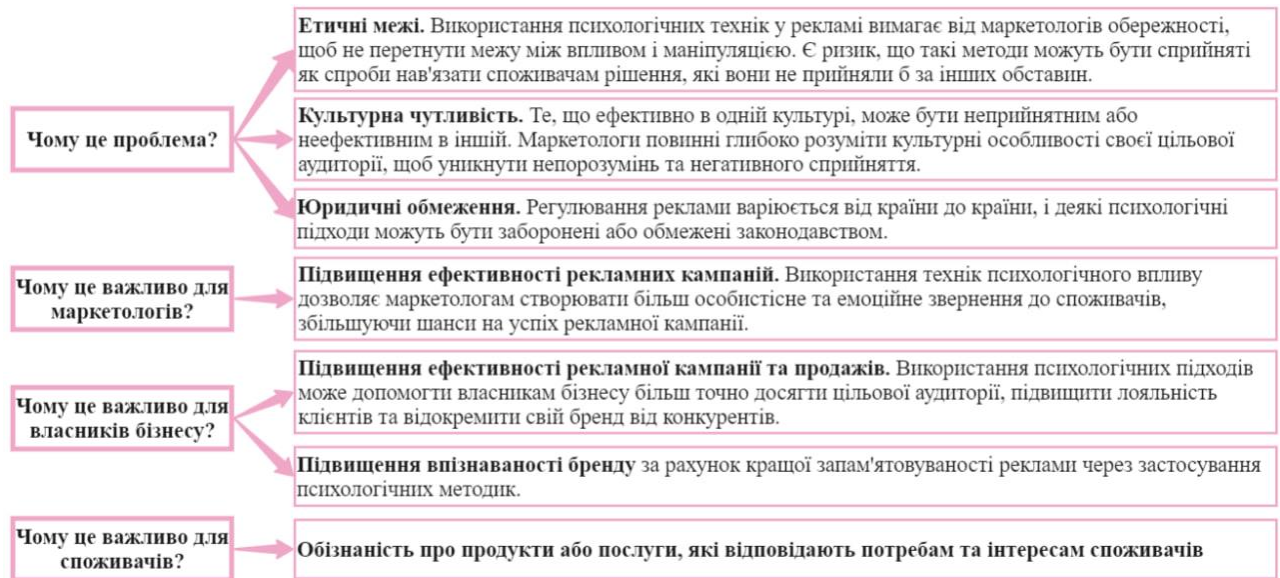 Етичні межі. Використання психологічних технік у рекламі вимагає від маркетологів обережності,
щоб не перетнути межу між впливом і маніпуляцією. Є ризик, що такі методи можуть бути сприйняті
як спроби нав'язати споживачам рішення, які вони не прийняли б за інших обставин.
Чому це проблема?
Культурна чутливість. Те, що ефективно в одній культурі, може бути неприйнятним або
неефективним в іншій. Маркетологи повинні глибоко розуміти культурні особливості своєї цільової
аудиторії, щоб уникнути непорозумінь та негативного сприйняття.
Юридичні обмеження. Регулювання реклами варіюється від країни до країни, і деякі психологічні
підходи можуть бути заборонені або обмежені законодавством.
Чому це важливо для
маркетологів?
Підвищення ефективності рекламних кампаній. Використання технік психологічного впливу
дозволяє маркетологам створювати більш особистісне та емоційне звернення до споживачів,
збільшуючи шанси на успіх рекламної кампанії.
Чому це важливо для
власників бізнесу?
Підвищення ефективності рекламної кампанії та продажів. Використання психологічних підходів
може допомогти власникам бізнесу більш точно досягти цільової аудиторії, підвищити лояльність
клієнтів та відокремити свій бренд від конкурентів.
Підвищення впізнаваності бренду за рахунок кращої запам'ятовуваності реклами через застосування
психологічних методик.
Чому це важливо для
споживачів?
Обізнаність про продукти або послуги, які відповідають потребам та інтересам споживачів